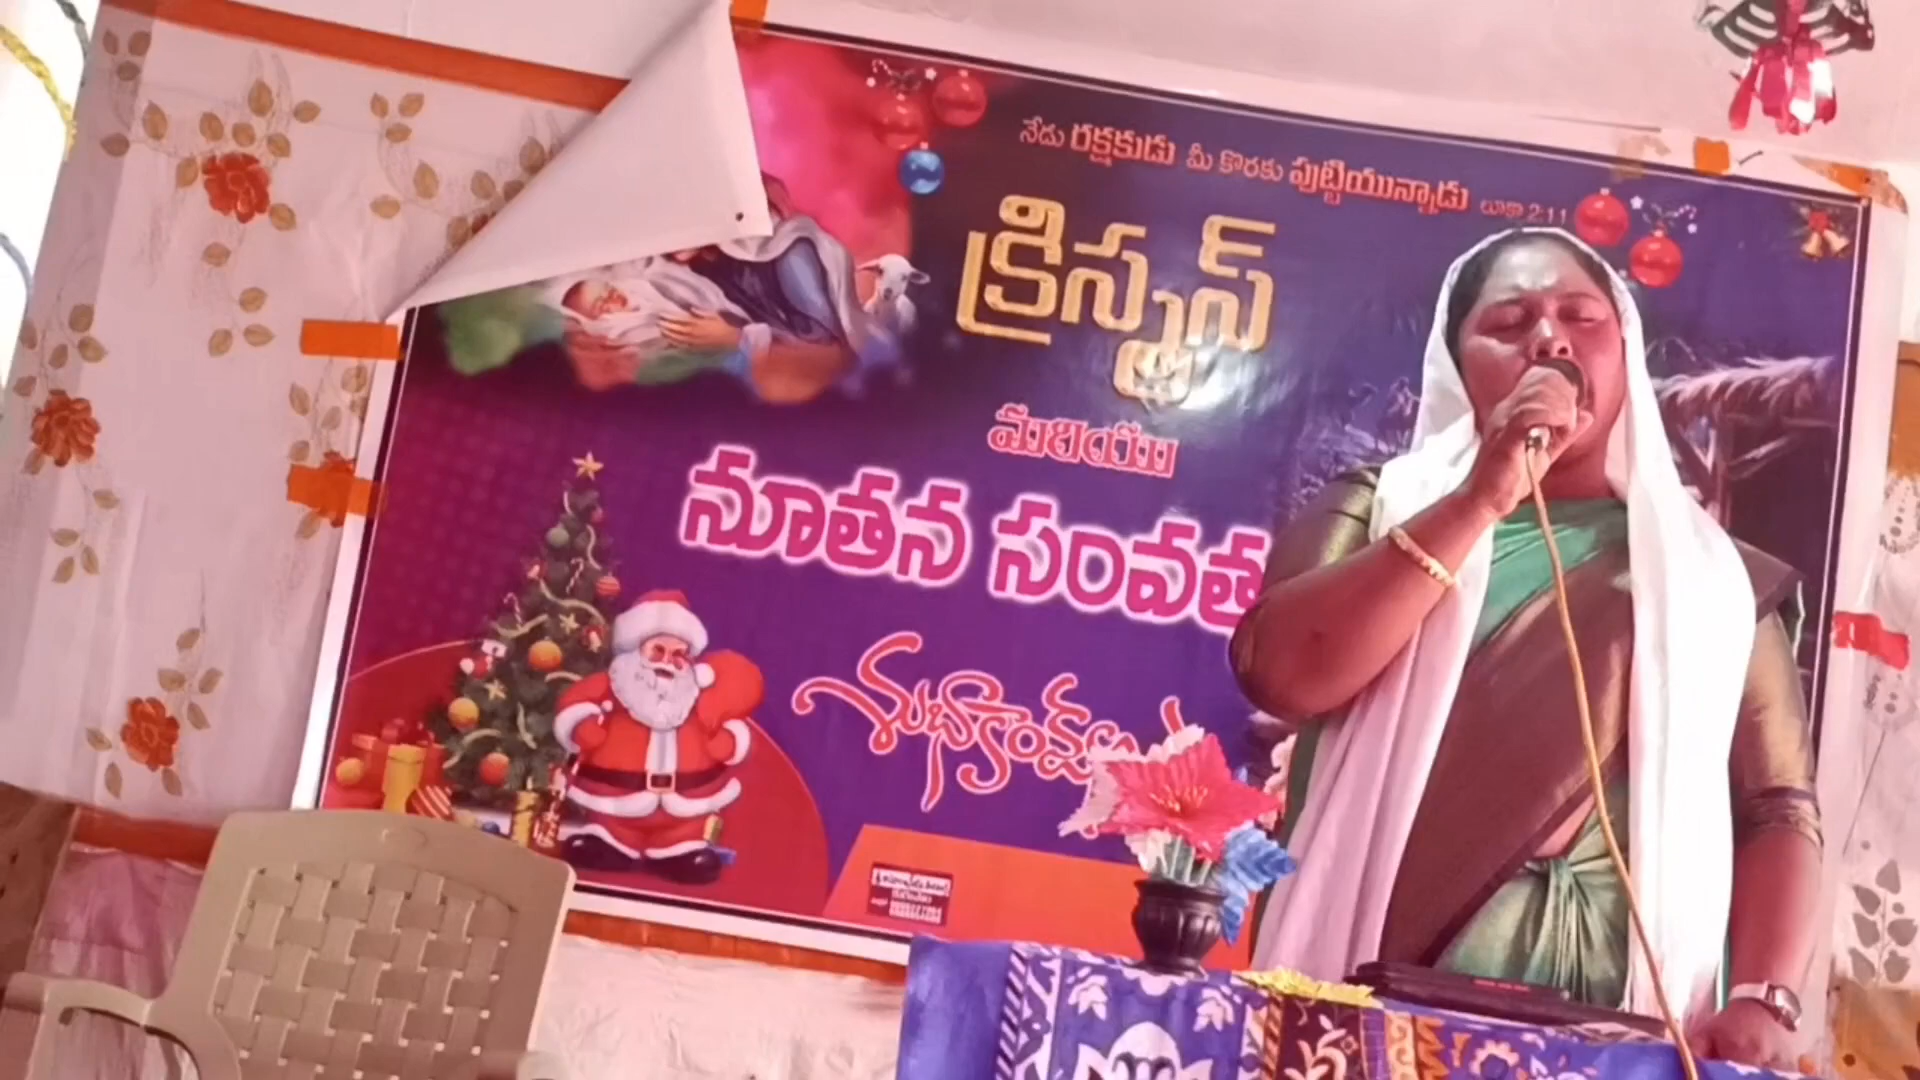 నేడు రక్షకుడు మీ కొరకు పుట్టియున్నాడు లూకా 2:11
క్రిస్మస్
మరియు
నూతన సంవత్స
శుభాకాంక్షలు